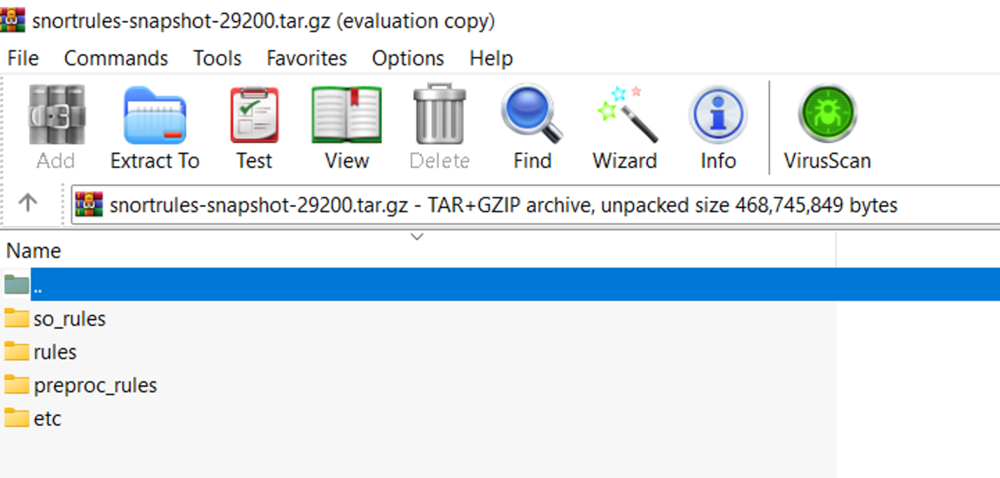 snortrules-snapshot-29200.tar.gz (evaluation copy)
File Commands Tools Favorites Options Help
Add Extract To Test View Delete Find Wizard Info VirusScan
snortrules-snapshot-29200.tar.gz - TAR+GZIP archive, unpacked size 468,745,849 bytes
Name
..
so_rules
rules
preproc_rules
etc